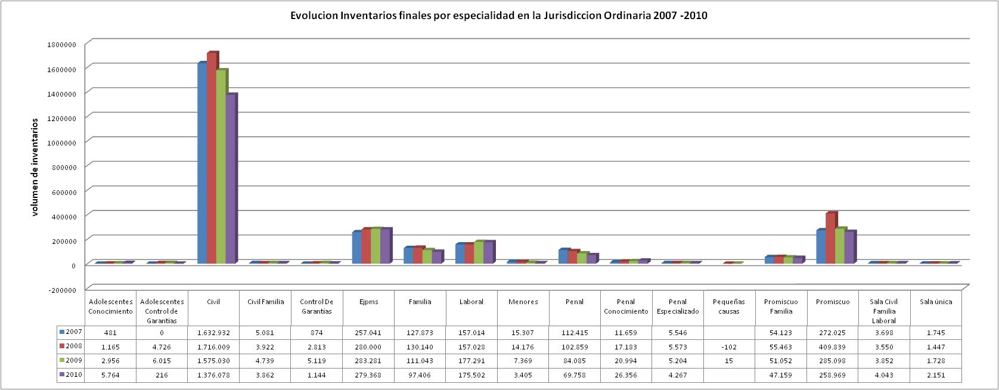 Evolucion Inventarios finales por especialidad en la Jurisdiccion Ordinaria 2007 -2010
volumen de inventarios
1800000
1600000
1400000
1200000
1000000
800000
600000
400000
200000
0
-200000
Adolescentes Conocimiento
Adolescentes Control de Garantías
Civil
Civil Familia
Control De Garantías
Ejpms
Familia
Laboral
Menores
Penal
Penal Conocimiento
Penal Especializado
Pequeñas causas
Promiscuo Familia
Promiscuo
Sala Civil Familia Laboral
Sala única
2007 481 0 1.632.932 5.081 874 257.041 127.873 157.014 15.307 112.415 11.659 5.546 54.123 272.025 3.698 1.745
2008 1.165 4.726 1.716.009 3.922 2.813 280.000 130.140 157.028 14.176 102.859 17.183 5.573 -102 55.463 409.839 3.550 1.447
2009 2.956 6.015 1.575.030 4.739 5.119 283.281 111.043 177.291 7.369 84.085 20.994 5.204 15 51.052 285.098 3.852 1.728
2010 5.764 216 1.376.078 3.862 1.144 279.368 97.406 175.502 3.405 69.758 26.356 4.267 47.159 258.969 4.043 2.151